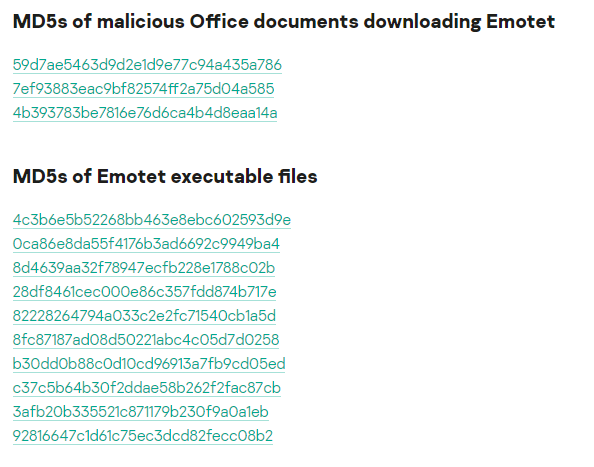 MD5s of malicious Office documents downloading Emotet
59d7ae5463d9d2e1d9e77c94a435a786
7ef93883eac9bf82574ff2a75d04a585
4b393783be7816e76d6ca4b4d8eaa14a
MD5s of Emotet executable files
4c3b6e5b52268bb463e8ebc602593d9e
0ca86e8da55f4176b3ad6692c9949ba4
8d4639aa32f78947ecfb228e1788c02b
28df8461cec000e86c357fdd874b717e
82228264794a033c2e2fc71540cb1a5d
8fc87187ad08d50221abc4c05d7d0258
b30dd0b88c0d10cd96913a7fb9cd05ed
c37c5b64b30f2ddae58b262f2fac87cb
3afb20b335521c871179b230f9a0a1eb
92816647c1d61c75ec3dcd82fecc08b2